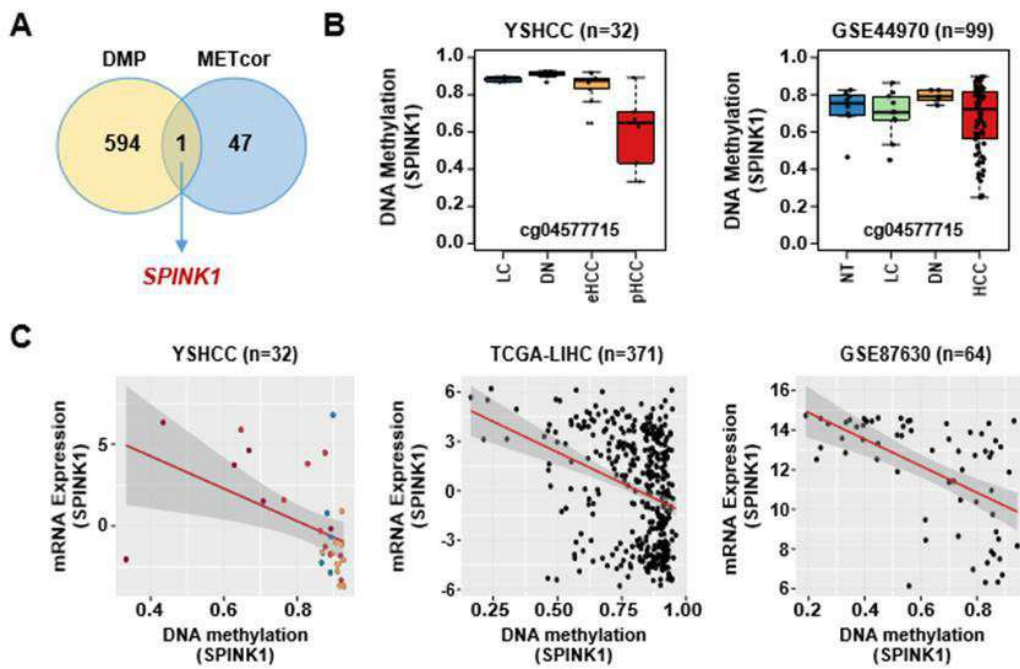 A
DMP
METcor
594
1
47
SPINK1
B
YSHCC (n=32)
DNA Methylation
(SPINK1)
1.0
0.8
0.6
0.4
0.8
0.0
cg04577715
LC
DN
eHCC
pHCC
GSE44970 (n=99)
DNA Methylation
(SPINK1)
1.0
0.8
0.6
0.4
0.8
0.0
cg04577715
NT
LC
DN
HCC
C
YSHCC (n=32)
mRNA Expression
(SPINK1)
5
0
0.4
0.6
0.8
DNA methylation
(SPINK1)
TCGA-LIHC (n=371)
mRNA Expression
(SPINK1)
6
3
0
-3
-6
0.25
0.50
0.75
1.00
DNA methylation
(SPINK1)
GSE87630 (n=64)
mRNA Expression
(SPINK1)
16
14
12
10
14
8
6
0.2
0.4
0.6
0.8
DNA methylation
(SPINK1)